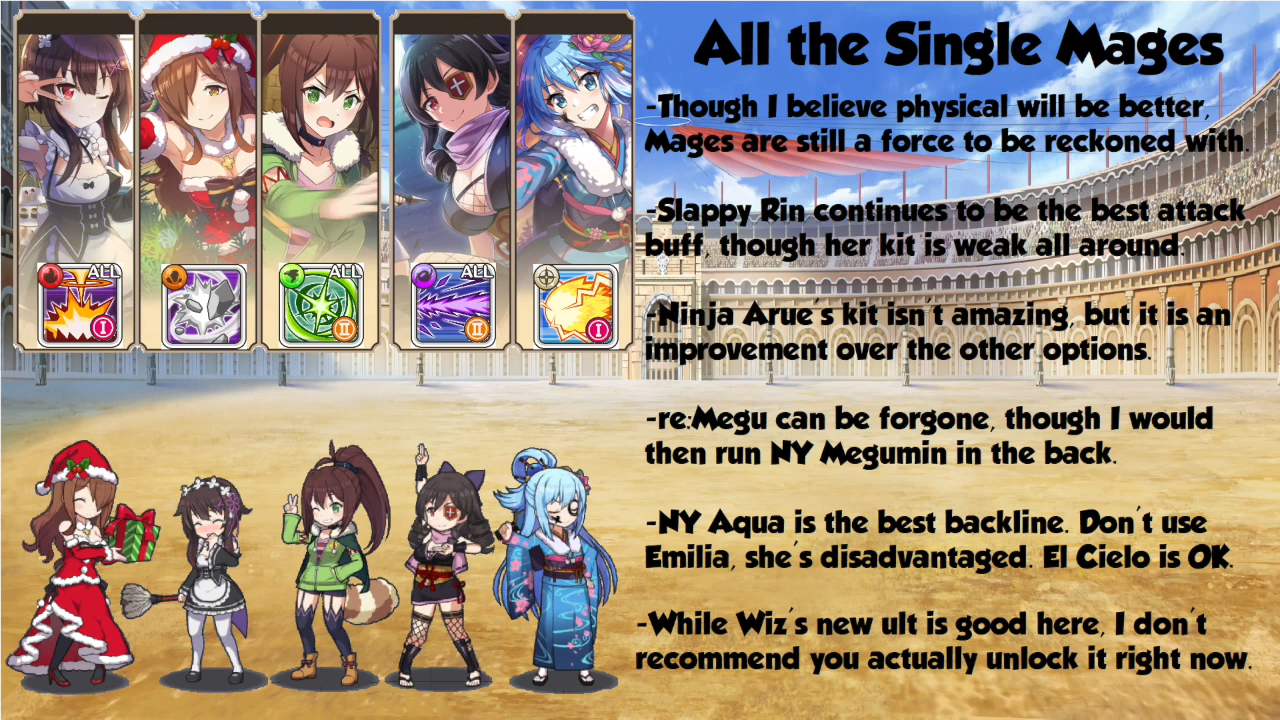 All the Single Mages
-Though I believe physical will be better,
Mages are still a force to be reckoned with.
-Slappy Rin continues to be the best attack
buff, though her kit is weak all around.
-Ninja Arue's kit isn't amazing, but it is an
improvement over the other options.
-re:Megu can be forgone, though I would
then run NY Megumin in the back.
-NY Aqua is the best backline. Don't use
Emilia, she's disadvantaged. El Cielo is OK.
-While Wiz's new ult is good here, I don't
recommend you actually unlock it right now.
ALL ALL ALL
I II II I